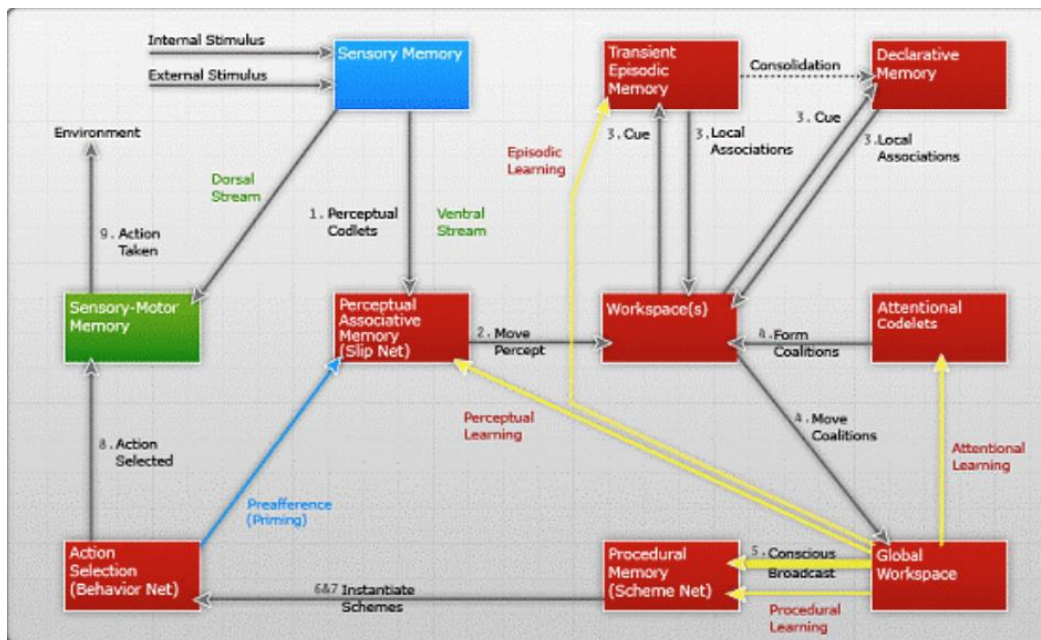 Internal Stimulus
External Stimulus
Sensory Memory
Transient
Episodic
Memory
Consolidation
Declarative
Memory
Environment
3. Cue
3. Local
Associations
3. Cue
3. Local
Associations
Episodic
Learning
Dorsal
Stream
1. Perceptual
Codlets
Ventral
Stream
9. Action
Taken
Sensory-Motor
Memory
Perceptual
Associative
Memory
(Slip Net)
2. Move
Percept
Workspace(s)
4. Form
Coalitions
Attentional
Codelets
Perceptual
Learning
4. Move
Coalitions
8. Action
Selected
Attentional
Learning
Preafference
(Priming)
Action
Selection
(Behavior Net)
6&7 Instantiate
Schemes
Procedural
Memory
(Scheme Net)
5. Conscious
Broadcast
Global
Workspace
Procedural
Learning